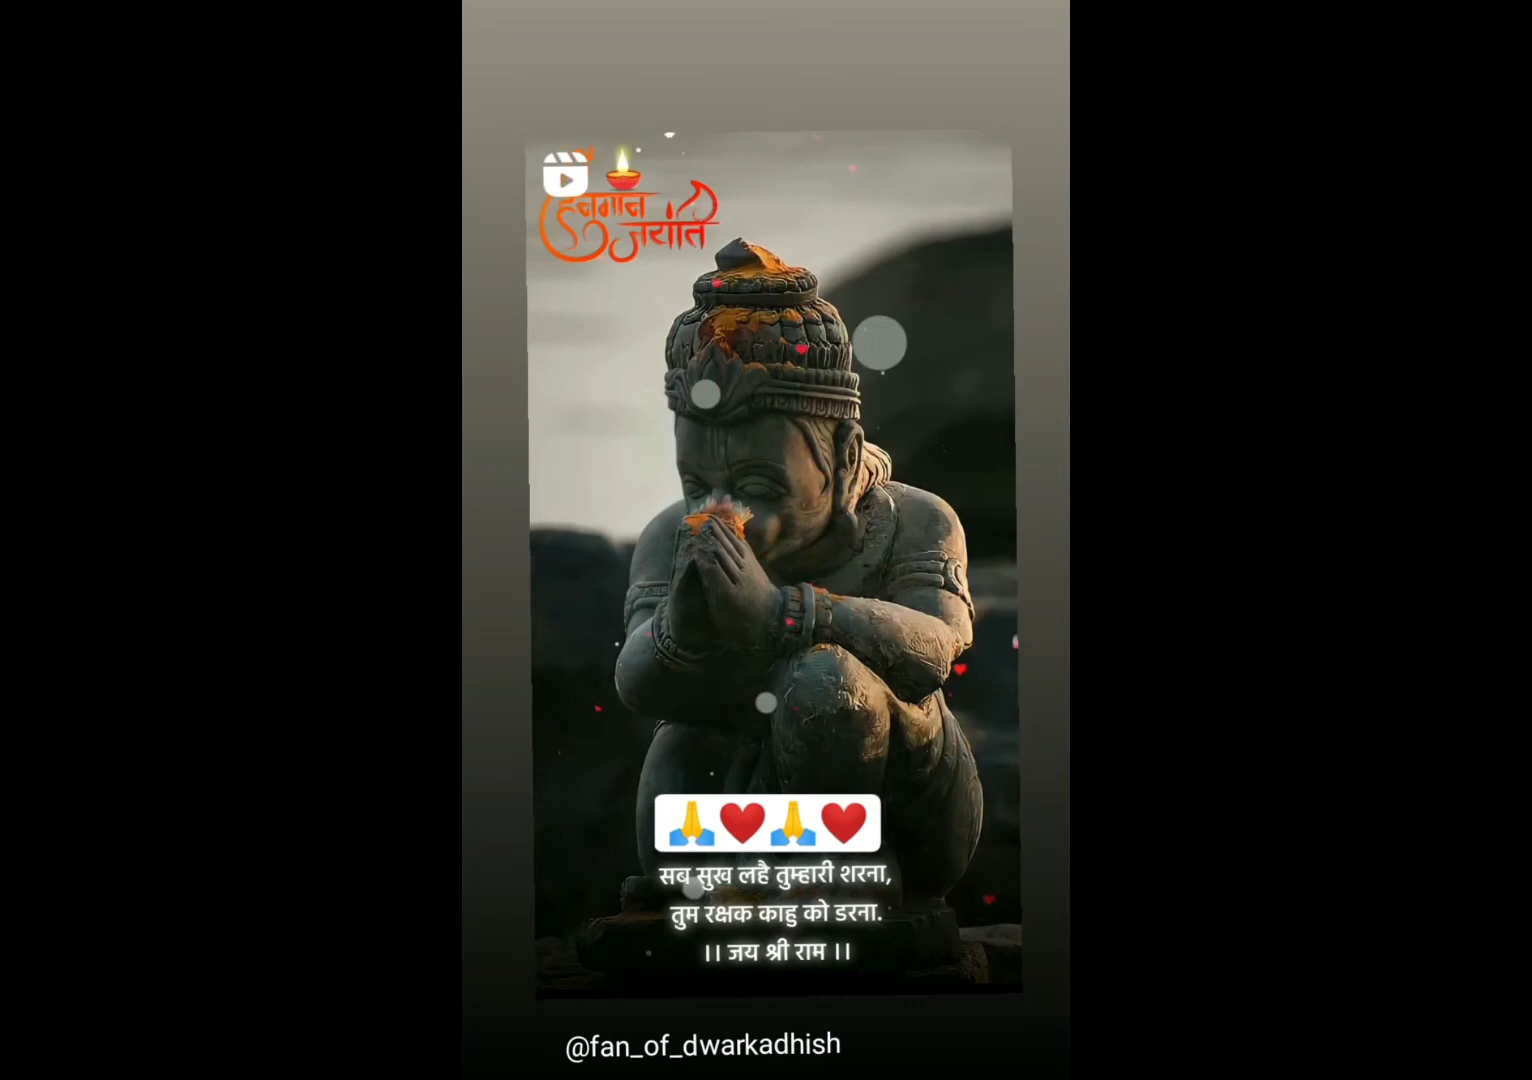 हनुमान
जयंति
🙏❤️🙏❤️
सब सुख लहै तुम्हारी शरना,
तुम रक्षक काहु को डरना.
।। जय श्री राम ।।
@fan_of_dwarkadhish